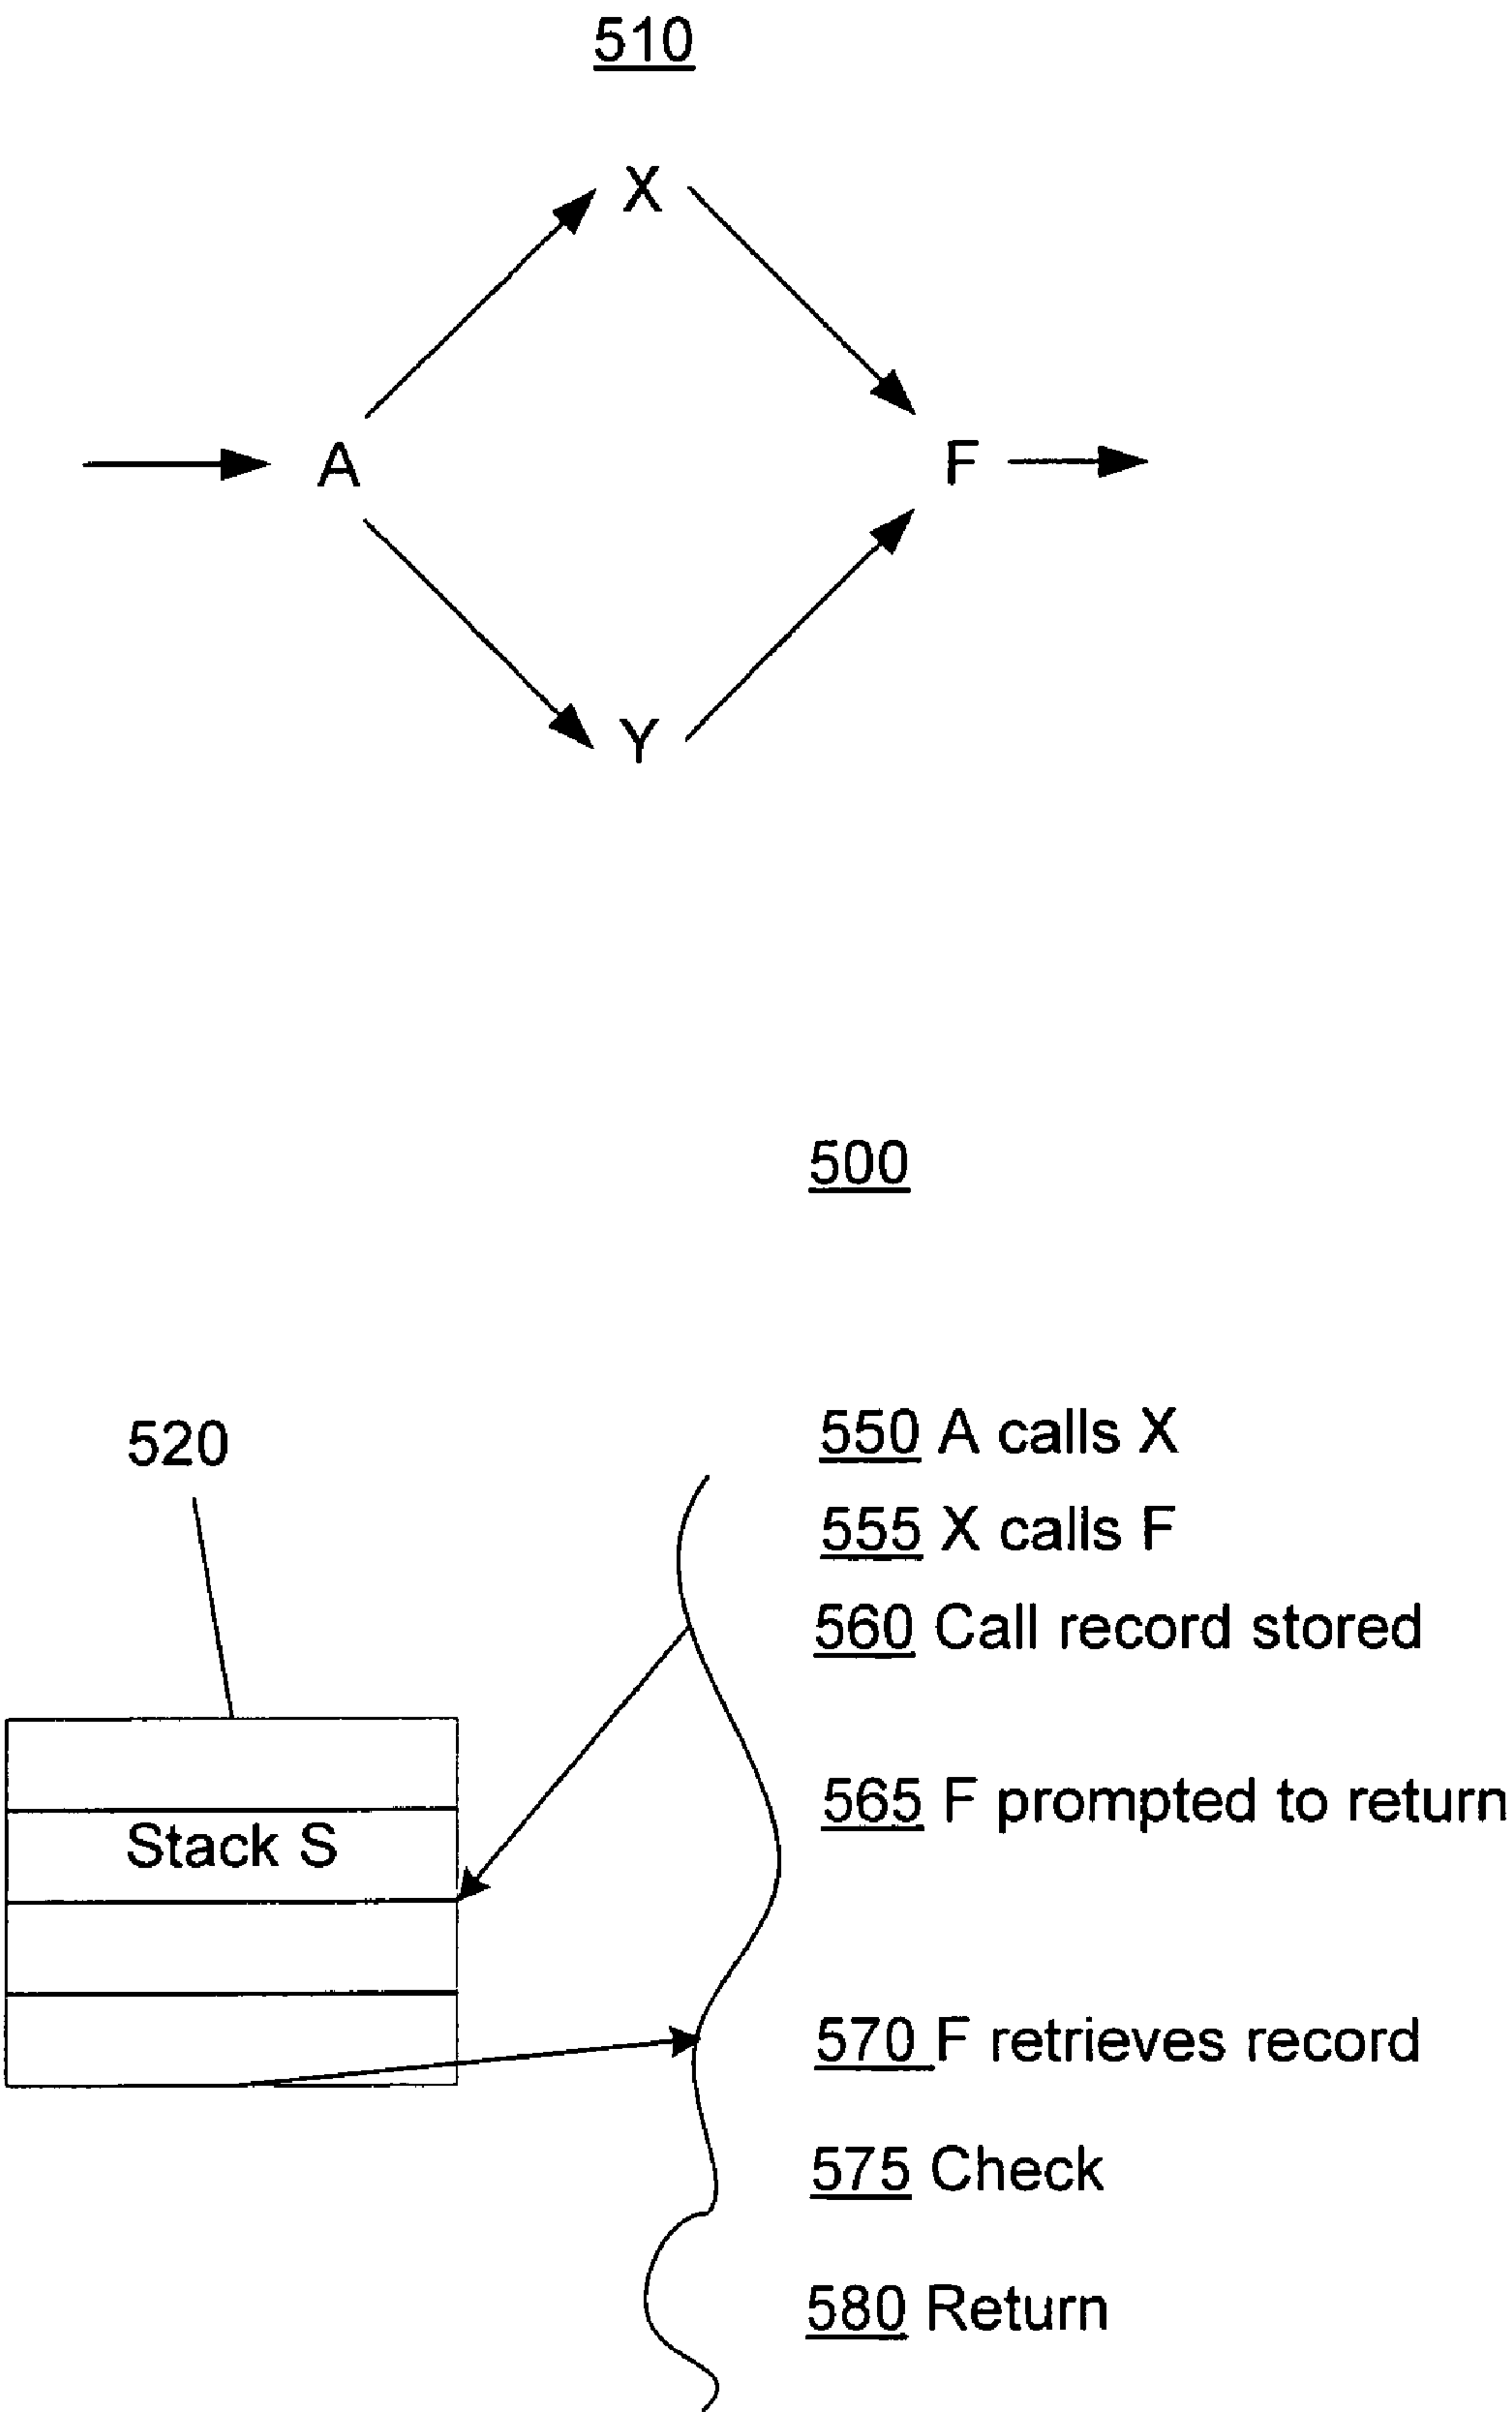 510
X
A
F
Y
500
520
550 A calls X
555 X calls F
560 Call record stored
565 F prompted to return
Stack S
570 F retrieves record
575 Check
580 Return